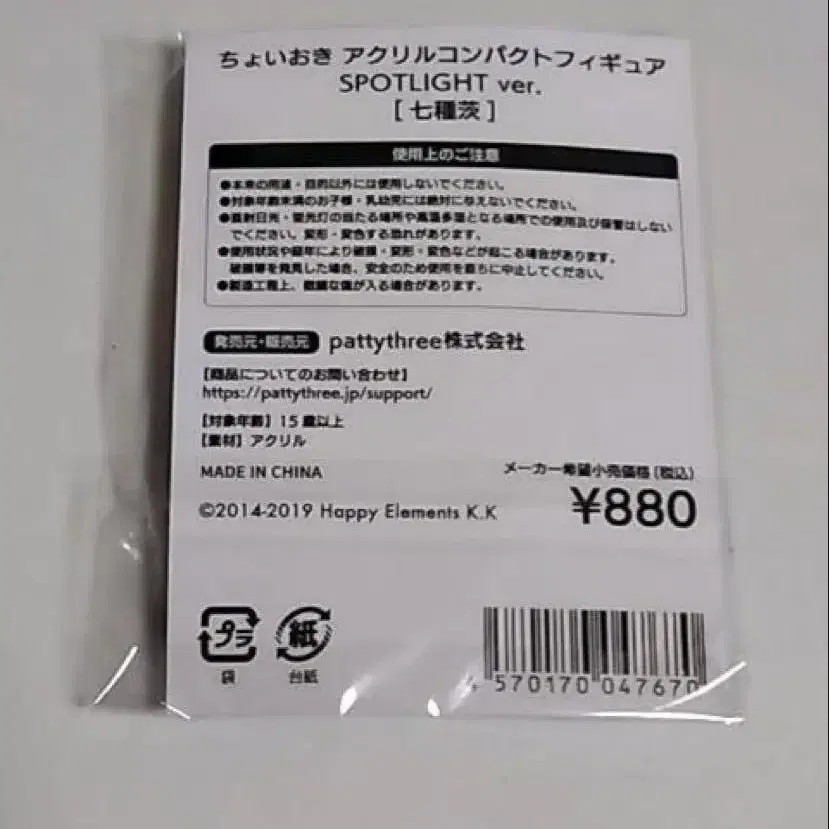 ちょいおき アクリルコンパクトフィギュア
SPOTLIGHT ver.
[ 七種茨 ]
使用上のご注意
●本来の用途・目的以外には使用しないでください。
●対象年齢未満のお子様・乳幼児には絶対に与えないでください。
●直射日光・蛍光灯の当たる場所や高温多湿となる場所での使用及び保管はしない
でください。変形・変色する恐れがあります。
●使用状況や経年により破損・変形・変色などが起こる場合があります。
破損等を発見した場合、安全のため使用を直ちに中止してください。
●製造工程上、微細な傷が入る場合があります。
発売元・販売元 pattythree株式会社
【商品についてのお問い合わせ】
https://pattythree.jp/support/
【対象年齢】15 歳以上
【素材】アクリル
MADE IN CHINA
メーカー希望小売価格(税込)
¥880
©2014-2019 Happy Elements K.K
プラ 紙
袋 台紙
4 570170 047670